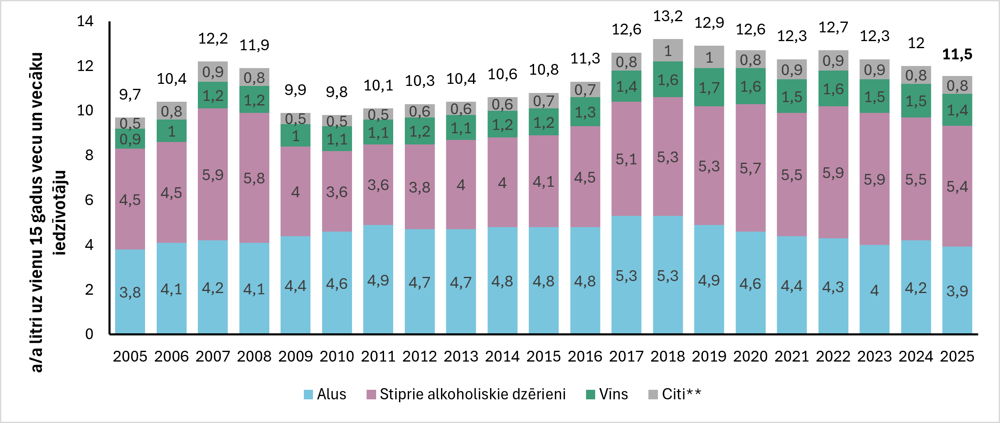 a/a litri uz vienu 15 gadus vecu un vecāku
iedzīvotāju
14
12
10
8
6
4
2
0
9,7 10,4 12,2 11,9 9,9 9,8 10,1 10,3 10,4 10,6 10,8 11,3 12,6 13,2 12,9 12,6 12,3 12,7 12,3 12 11,5
0,5 0,8 0,9 0,8 0,5 0,5 0,5 0,6 0,6 0,6 0,7 0,7 0,8 1 1 0,8 0,9 0,9 0,9 0,8 0,8
0,9 1 1,2 1,2 1 1,1 1,1 1,2 1,1 1,2 1,2 1,3 1,4 1,6 1,7 1,6 1,5 1,6 1,5 1,5 1,4
4,5 4,5 5,9 5,8 4 3,6 3,6 3,8 4 4 4,1 4,5 5,1 5,3 5,3 5,7 5,5 5,9 5,9 5,5 5,4
3,8 4,1 4,2 4,1 4,4 4,6 4,9 4,7 4,7 4,8 4,8 4,8 5,3 5,3 4,9 4,6 4,4 4,3 4 4,2 3,9
2005 2006 2007 2008 2009 2010 2011 2012 2013 2014 2015 2016 2017 2018 2019 2020 2021 2022 2023 2024 2025
Alus Stiprie alkoholiskie dzērieni Vīns Citi**